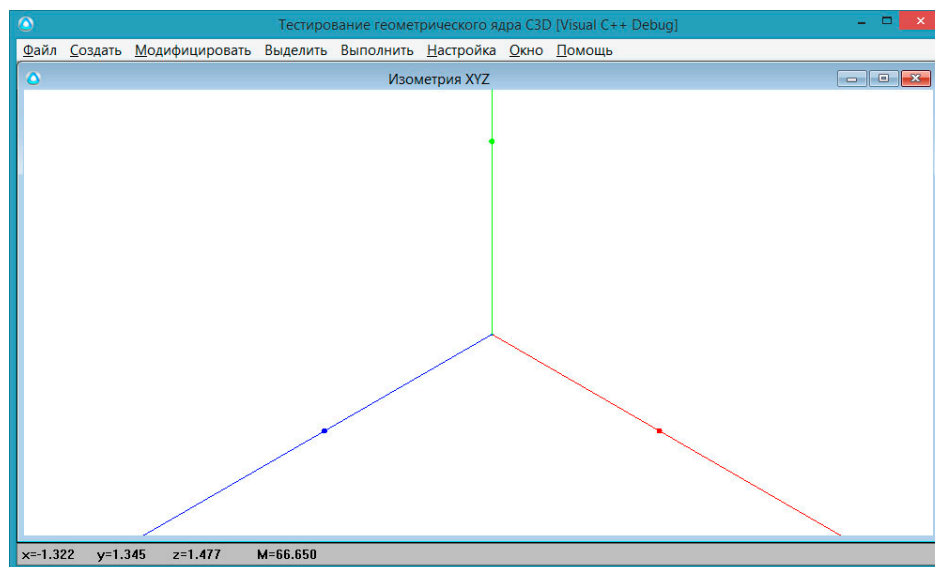 Тестирование геометрического ядра C3D [Visual C++ Debug]
Файл Создать Модифицировать Выделить Выполнить Настройка Окно Помощь
Изометрия XYZ
x=-1.322 y=1.345 z=1.477 M=66.650